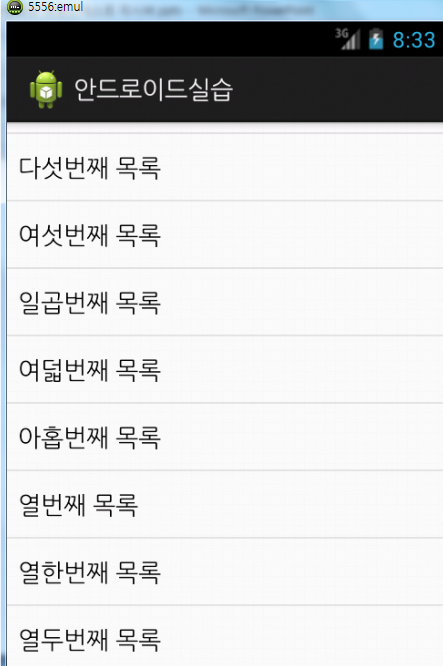 5556:emul
3G 8:33
안드로이드실습
다섯번째 목록
여섯번째 목록
일곱번째 목록
여덟번째 목록
아홉번째 목록
열번째 목록
열한번째 목록
열두번째 목록